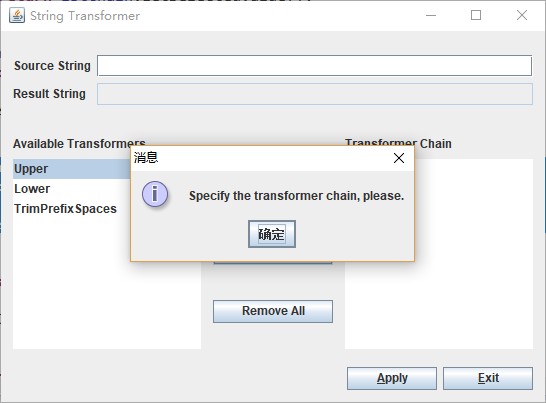 String Transformer
Source String
Result String
Available Transformers
Transformer Chain
Upper
Lower
TrimPrefixSpaces
消息
Specify the transformer chain, please.
确定
Remove All
Apply
Exit